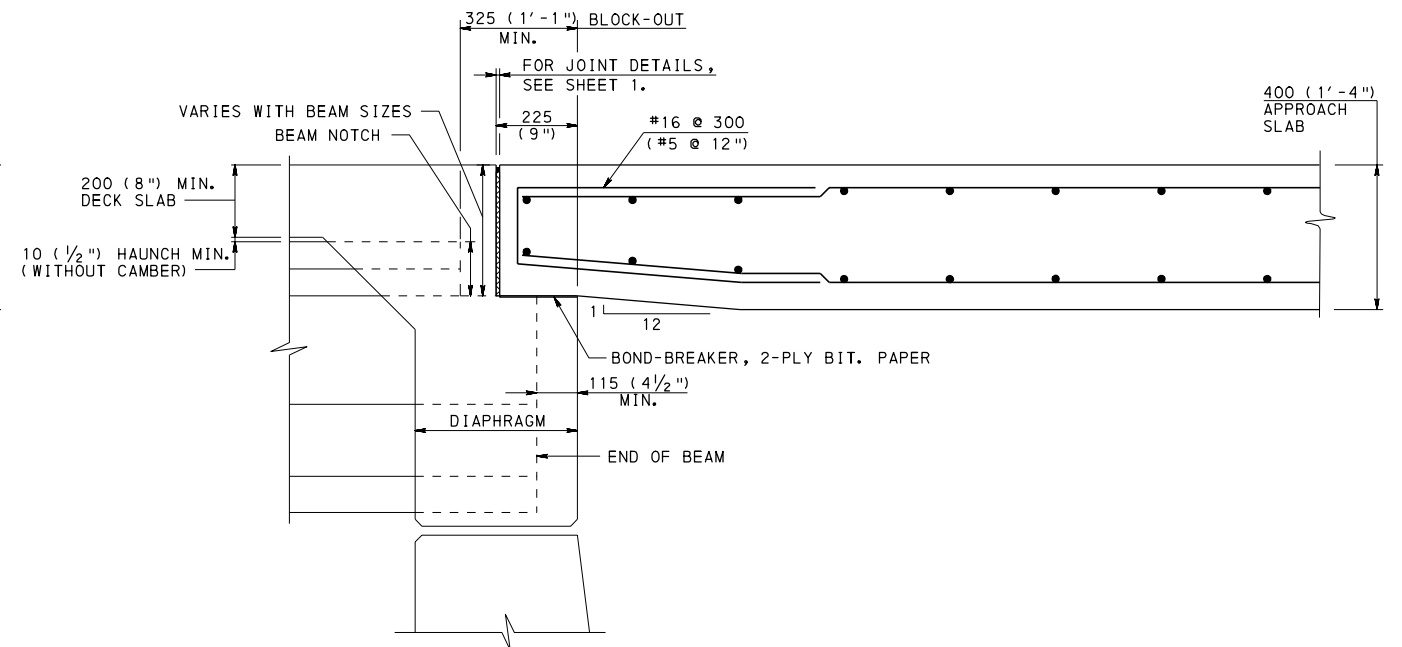 325 (1'-1") BLOCK-OUT
MIN.
FOR JOINT DETAILS,
SEE SHEET 1.
VARIES WITH BEAM SIZES
BEAM NOTCH
225
(9")
#16 @ 300
(#5 @ 12")
400 (1'-4")
APPROACH
SLAB
200 (8") MIN.
DECK SLAB
10 (½") HAUNCH MIN.
(WITHOUT CAMBER)
1
12
BOND-BREAKER, 2-PLY BIT. PAPER
115 (4½")
MIN.
DIAPHRAGM
END OF BEAM